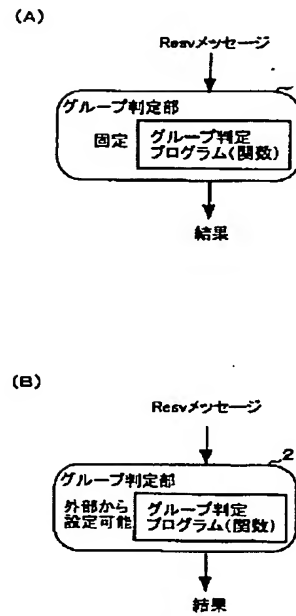 (A)
Resvメッセージ
グループ判定部
固定
グループ判定
プログラム(関数)
結果
(B)
Resvメッセージ
2
グループ判定部
外部から
設定可能
グループ判定
プログラム(関数)
結果